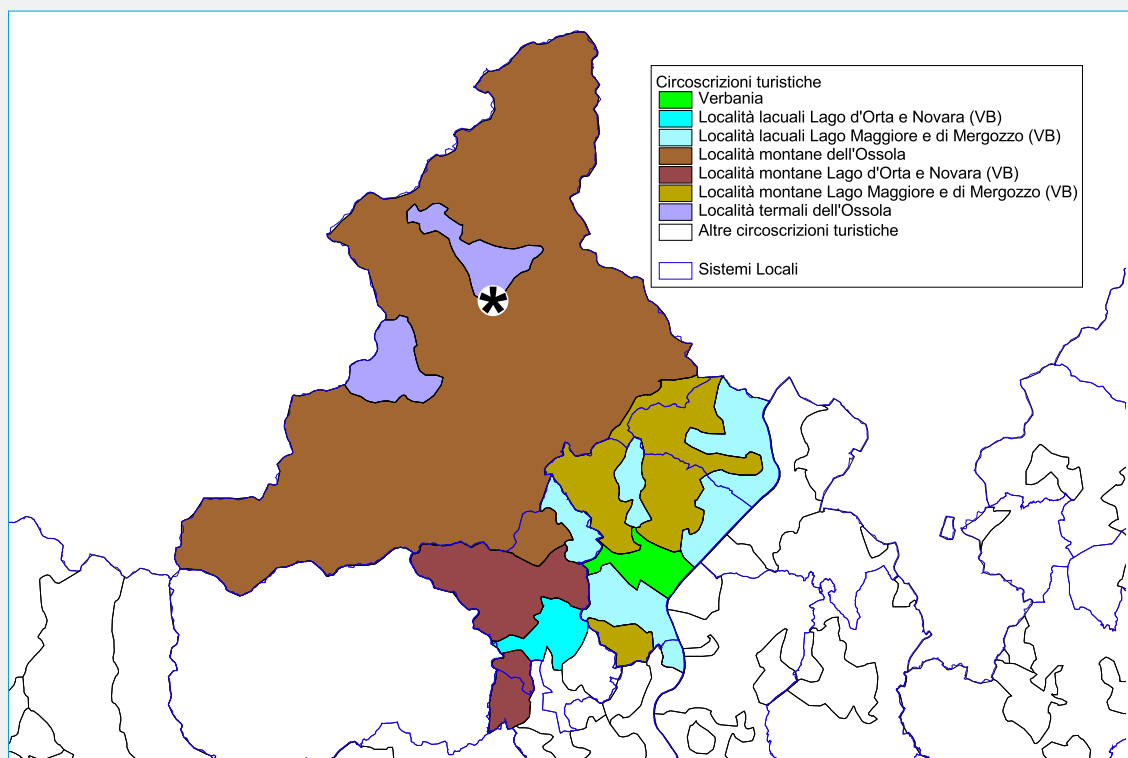 Circoscrizioni turistiche
Verbania
Località lacuali Lago d'Orta e Novara (VB)
Località lacuali Lago Maggiore e di Mergozzo (VB)
Località montane dell'Ossola
Località montane Lago d'Orta e Novara (VB)
Località montane Lago Maggiore e di Mergozzo (VB)
Località termali dell'Ossola
Altre circoscrizioni turistiche
Sistemi Locali
*